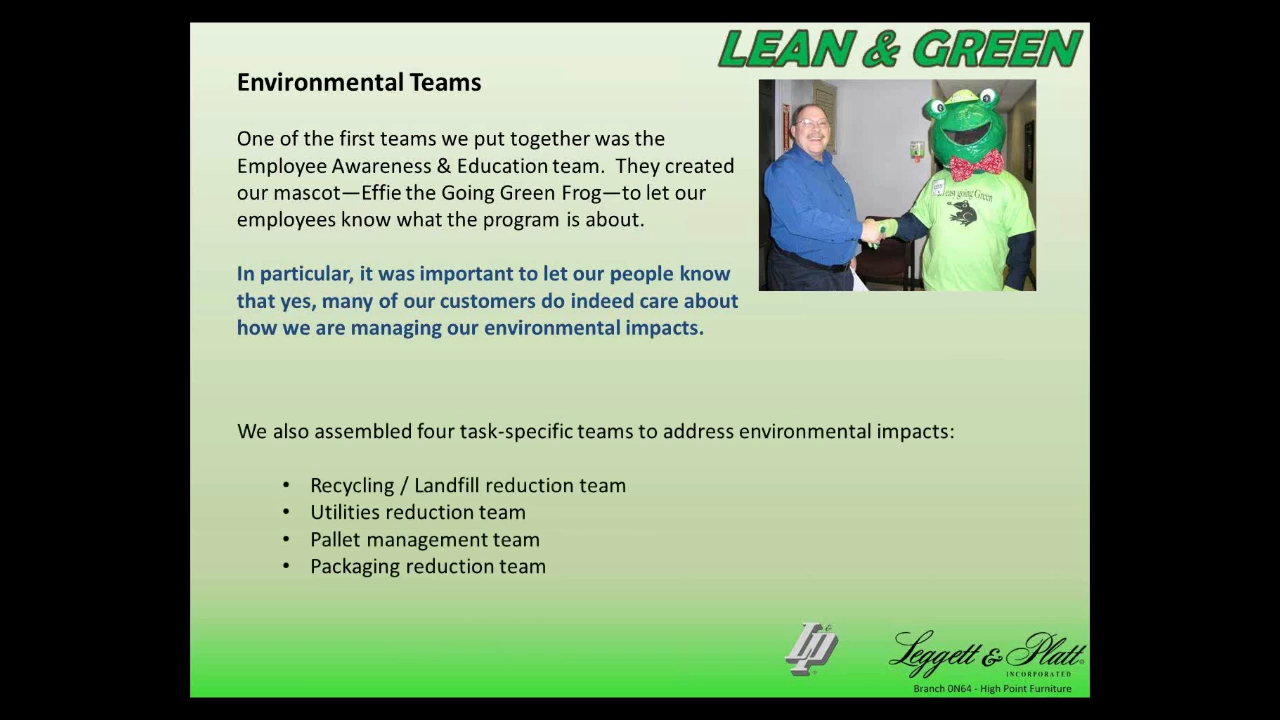 LEAN & GREEN
Environmental Teams
One of the first teams we put together was the
Employee Awareness & Education team.  They created
our mascot—Effie the Going Green Frog—to let our
employees know what the program is about.
In particular, it was important to let our people know
that yes, many of our customers do indeed care about
how we are managing our environmental impacts.
easy going Green
We also assembled four task-specific teams to address environmental impacts:
• Recycling / Landfill reduction team
• Utilities reduction team
• Pallet management team
• Packaging reduction team
L&P
Leggett & Platt
INCORPORATED
Branch 0N64 - High Point Furniture